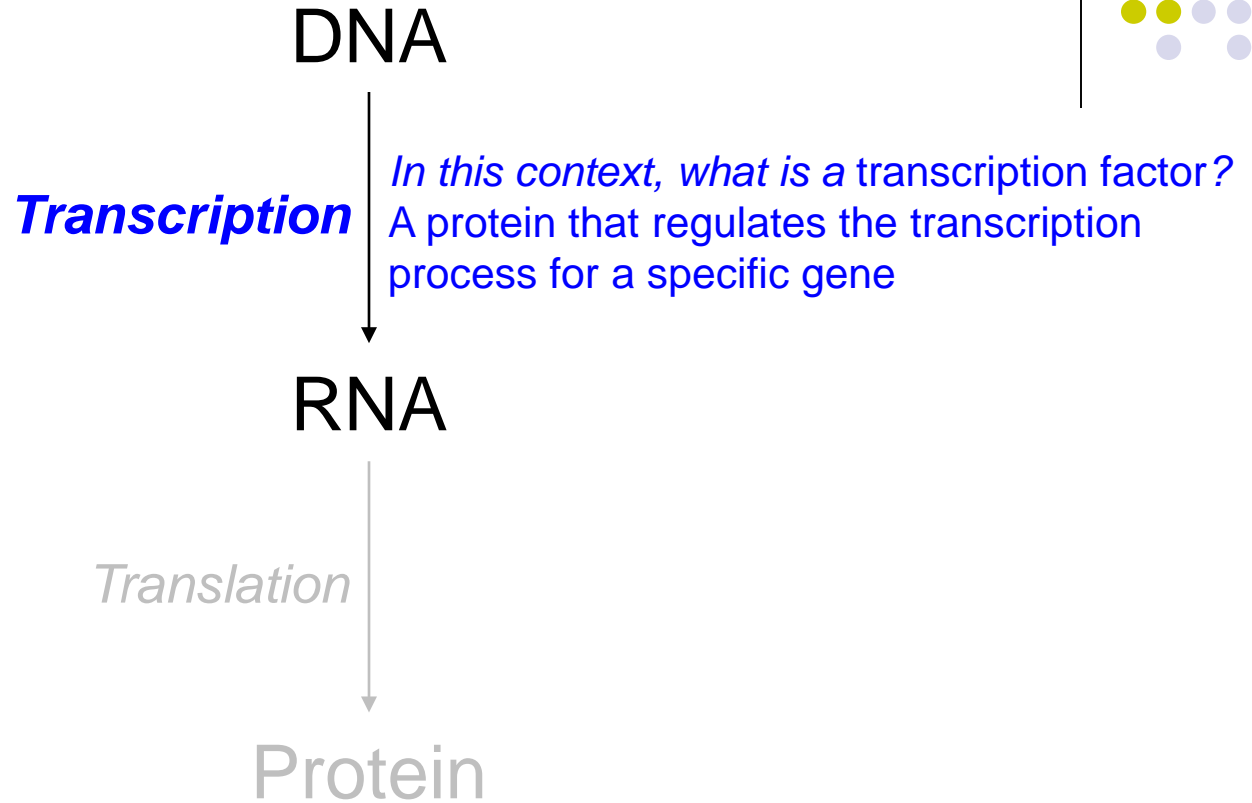 DNA
Transcription
In this context, what is a transcription factor?
A protein that regulates the transcription
process for a specific gene
RNA
Translation
Protein